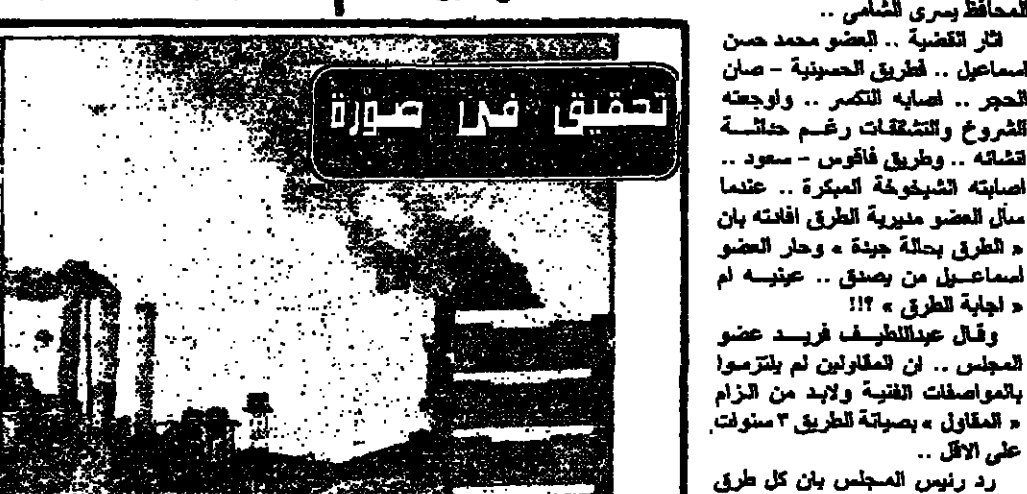 المحافظ يسرى الشامى ..
اثار القضية .. العضو محمد حسن
اسماعيل .. فطريق الحسينية - صان
الحجر .. اصابه التكسر .. واوجعته
الشروخ والتشققات رغم حداثة
انشائه .. وطريق فاقوس - سعود ..
اصابته الشيخوخة المبكرة .. عندما
سأل العضو مديرية الطرق افادته بان
« الطرق بحالة جيدة » وحار العضو
اسماعيل من يصدق .. عينيه ام
« اجابة الطرق » ؟!!
وقال عبداللطيف فريد عضو
المجلس .. ان المقاولين لم يلتزموا
بالمواصفات الفنية ولابد من الزام
« المقاول » بصيانة الطريق ٣ سنوات
على الاقل ..
رد رئيس المجلس بان كل طرق
تحقيق فى صورة